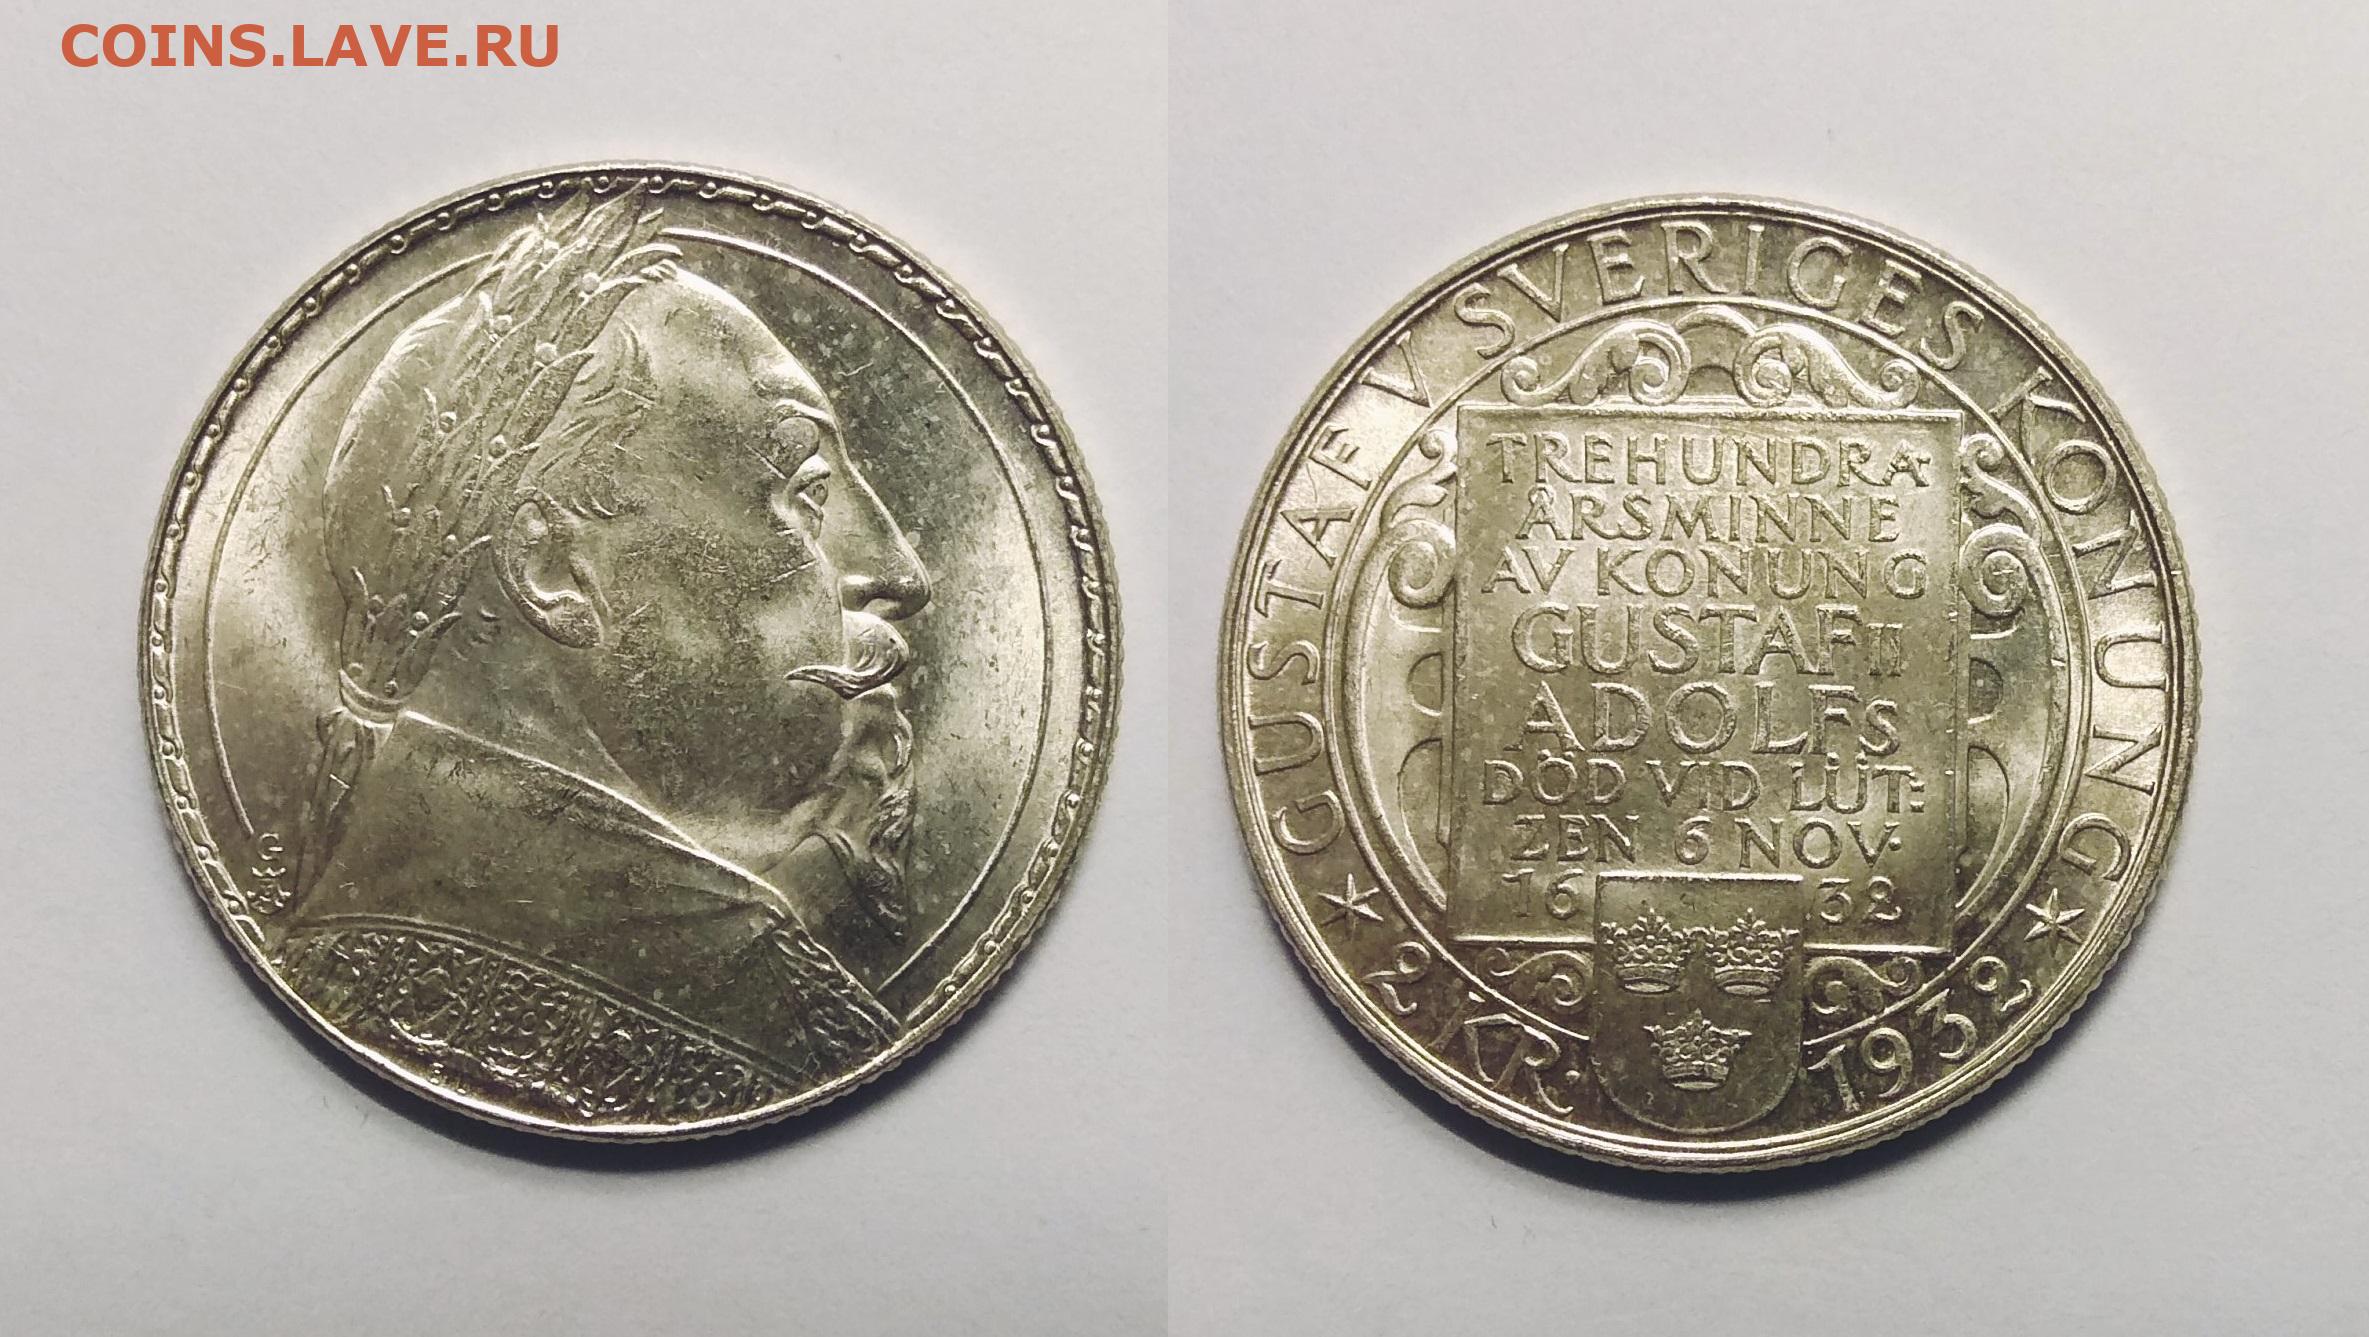 COINS.LAVE.RU
G
GUSTAF V SVERIGES KONUNG
TREHUNDRA-
ÅRSMINNE
AV KONUNG
GUSTAF II
ADOLFS
DÖD VID LÜT:
ZEN 6 NOV.
16 32
2 KR. 1932